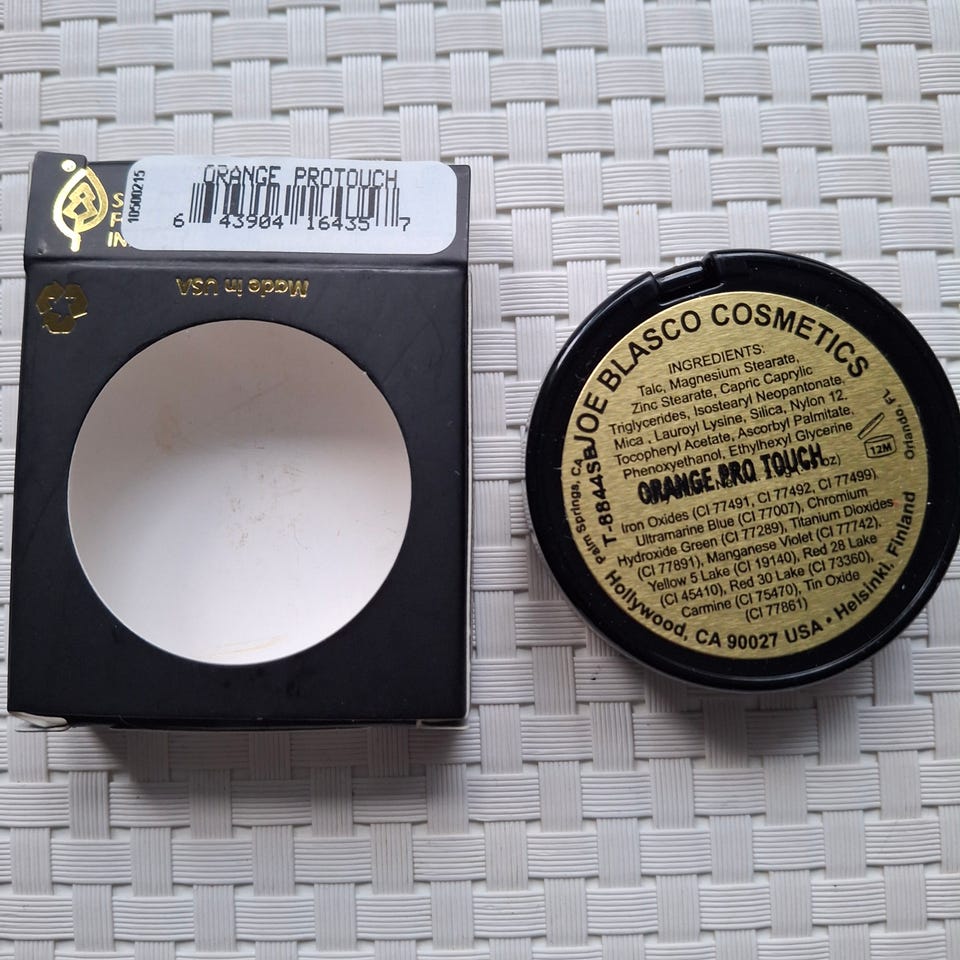 ORANGE PROTOUCH
10500215
6 43904 16435 7
S
F
IN
Made in USA
JOE BLASCO COSMETICS
INGREDIENTS:
Talc, Magnesium Stearate,
Zinc Stearate, Capric Caprylic
Triglycerides, Isostearyl Neopantonate,
Mica , Lauroyl Lysine, Silica, Nylon 12.
Tocopheryl Acetate, Ascorbyl Palmitate,
Phenoxyethanol, Ethylhexyl Glycerine
ORANGE PRO TOUCH
oz)
Iron Oxides (CI 77491, CI 77492, CI 77499)
Ultramarine Blue (CI 77007), Chromium
Hydroxide Green (CI 77289), Titanium Dioxides
(CI 77891), Manganese Violet (CI 77742),
Yellow 5 Lake (CI 19140), Red 28 Lake
(CI 45410), Red 30 Lake (CI 73360),
Carmine (CI 75470), Tin Oxide
(CI 77861)
12M
Orlando, FL
Palm Springs, CA
T-8844SB
Hollywood, CA 90027 USA • Helsinki, Finland